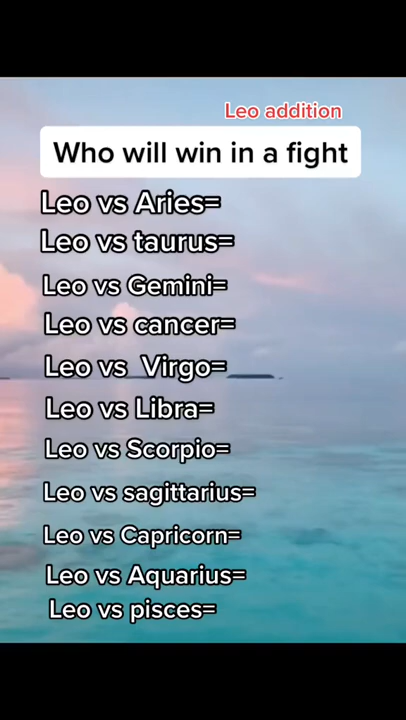 Leo addition
Who will win in a fight
Leo vs Aries=
Leo vs taurus=
Leo vs Gemini=
Leo vs cancer=
Leo vs Virgo=
Leo vs Libra=
Leo vs Scorpio=
Leo vs sagittarius=
Leo vs Capricorn=
Leo vs Aquarius=
Leo vs pisces=